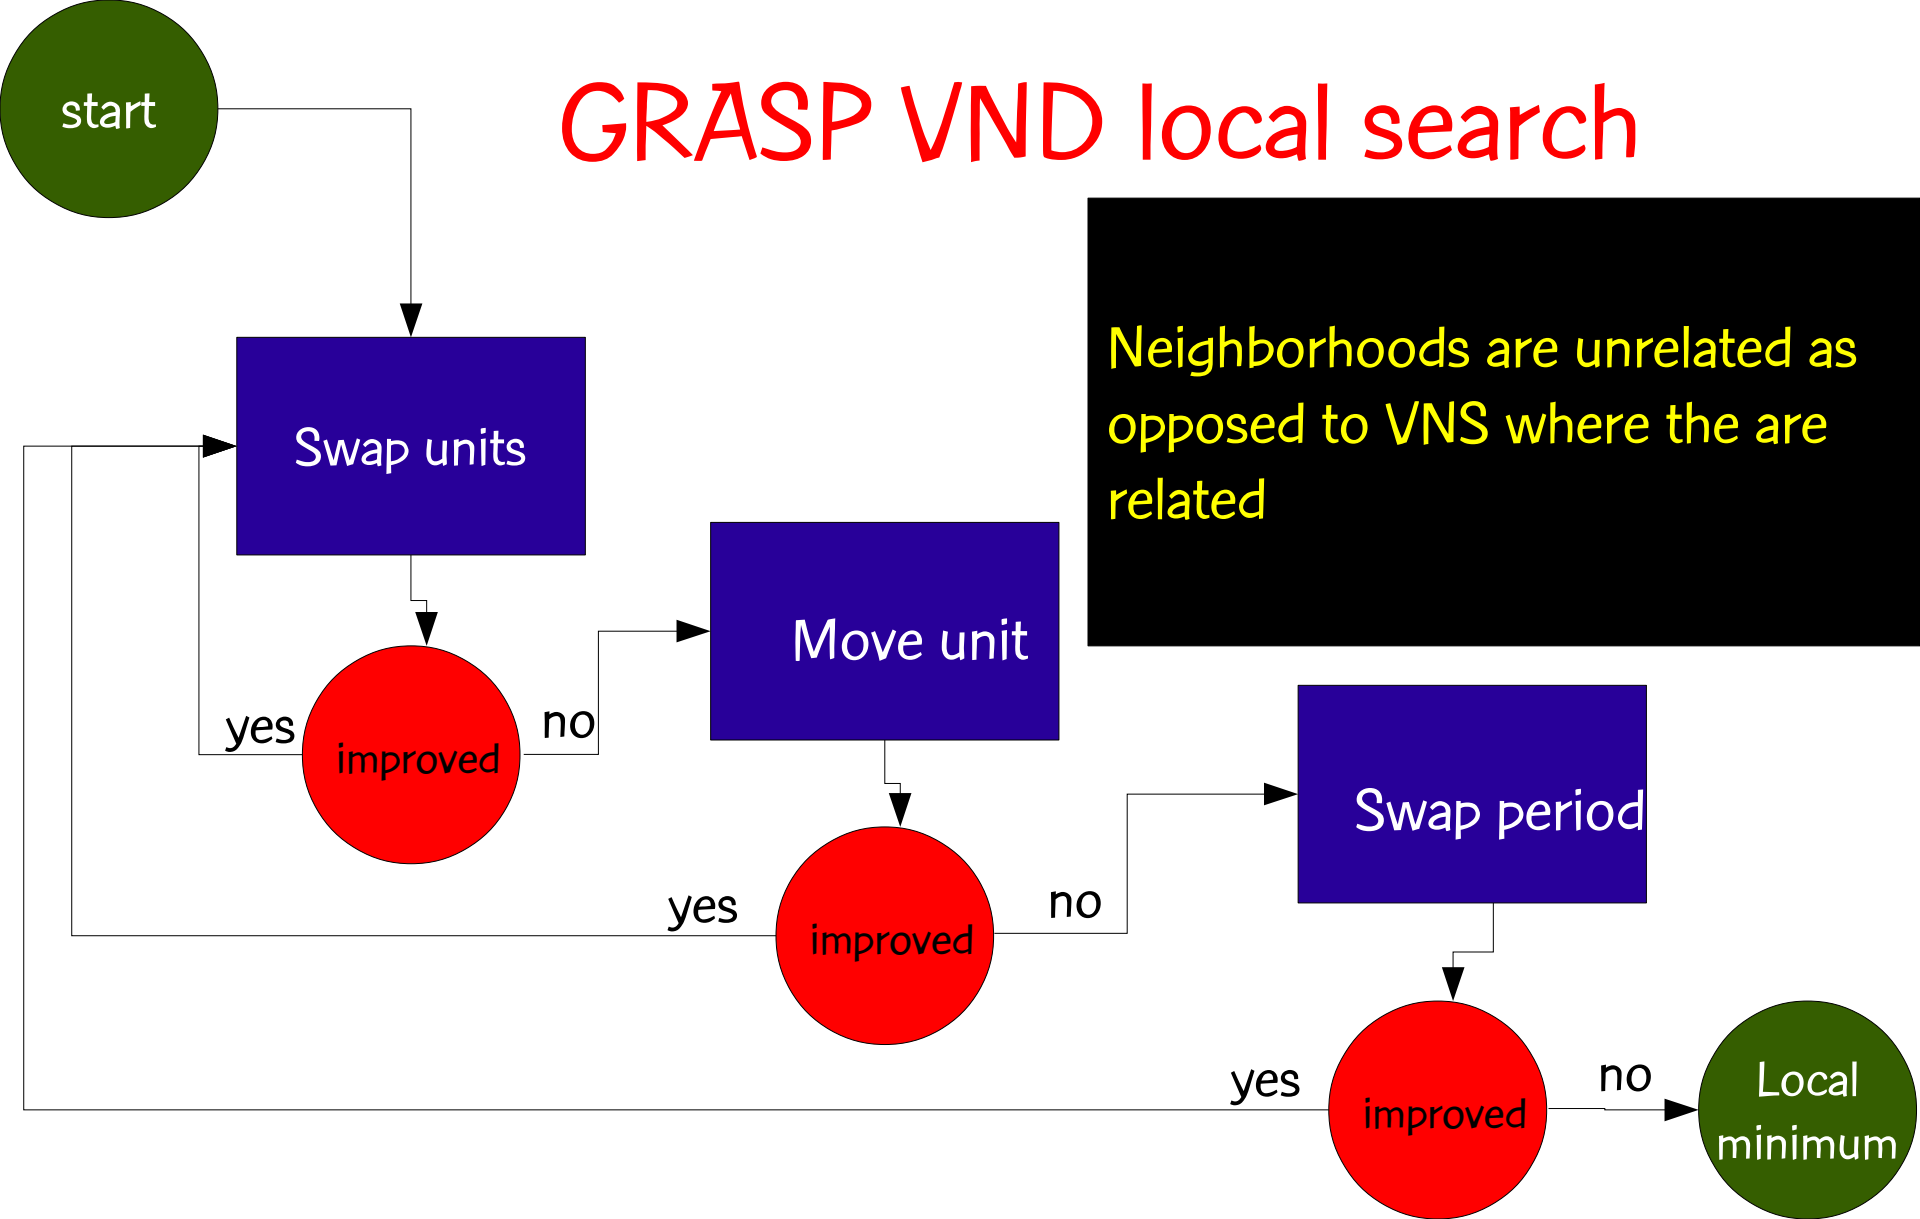 start
GRASP VND local search
Neighborhoods are unrelated as
opposed to VNS where the are
related
Swap units
Move unit
yes
improved
no
Swap period
yes
improved
no
yes
improved
no
Local
minimum